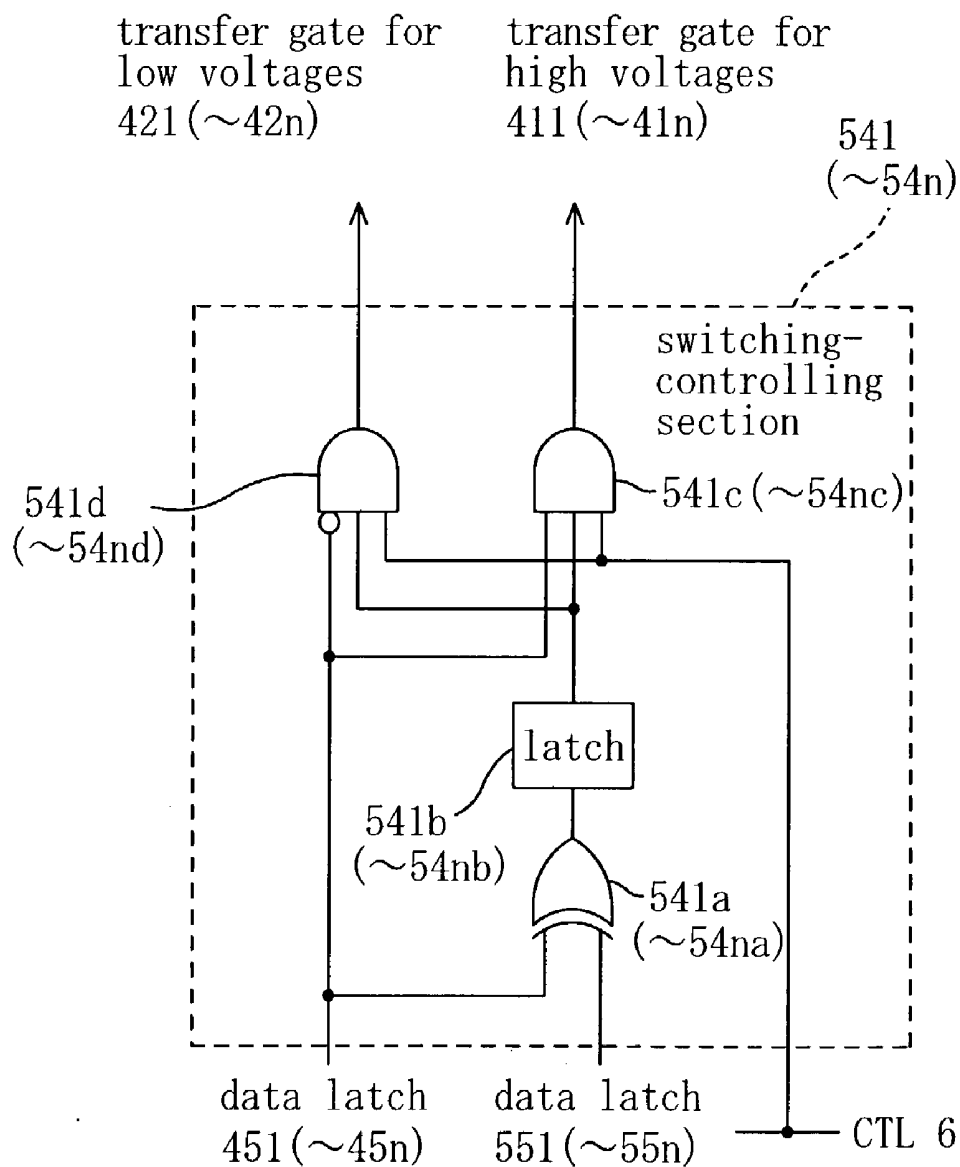 transfer gate for
low voltages
421(～42n)
transfer gate for
high voltages
411(～41n)
541
(～54n)
switching-
controlling
section
541d
(～54nd)
541c(～54nc)
latch
541b
(～54nb)
541a
(～54na)
data latch
451(～45n)
data latch
551(～55n)
CTL 6